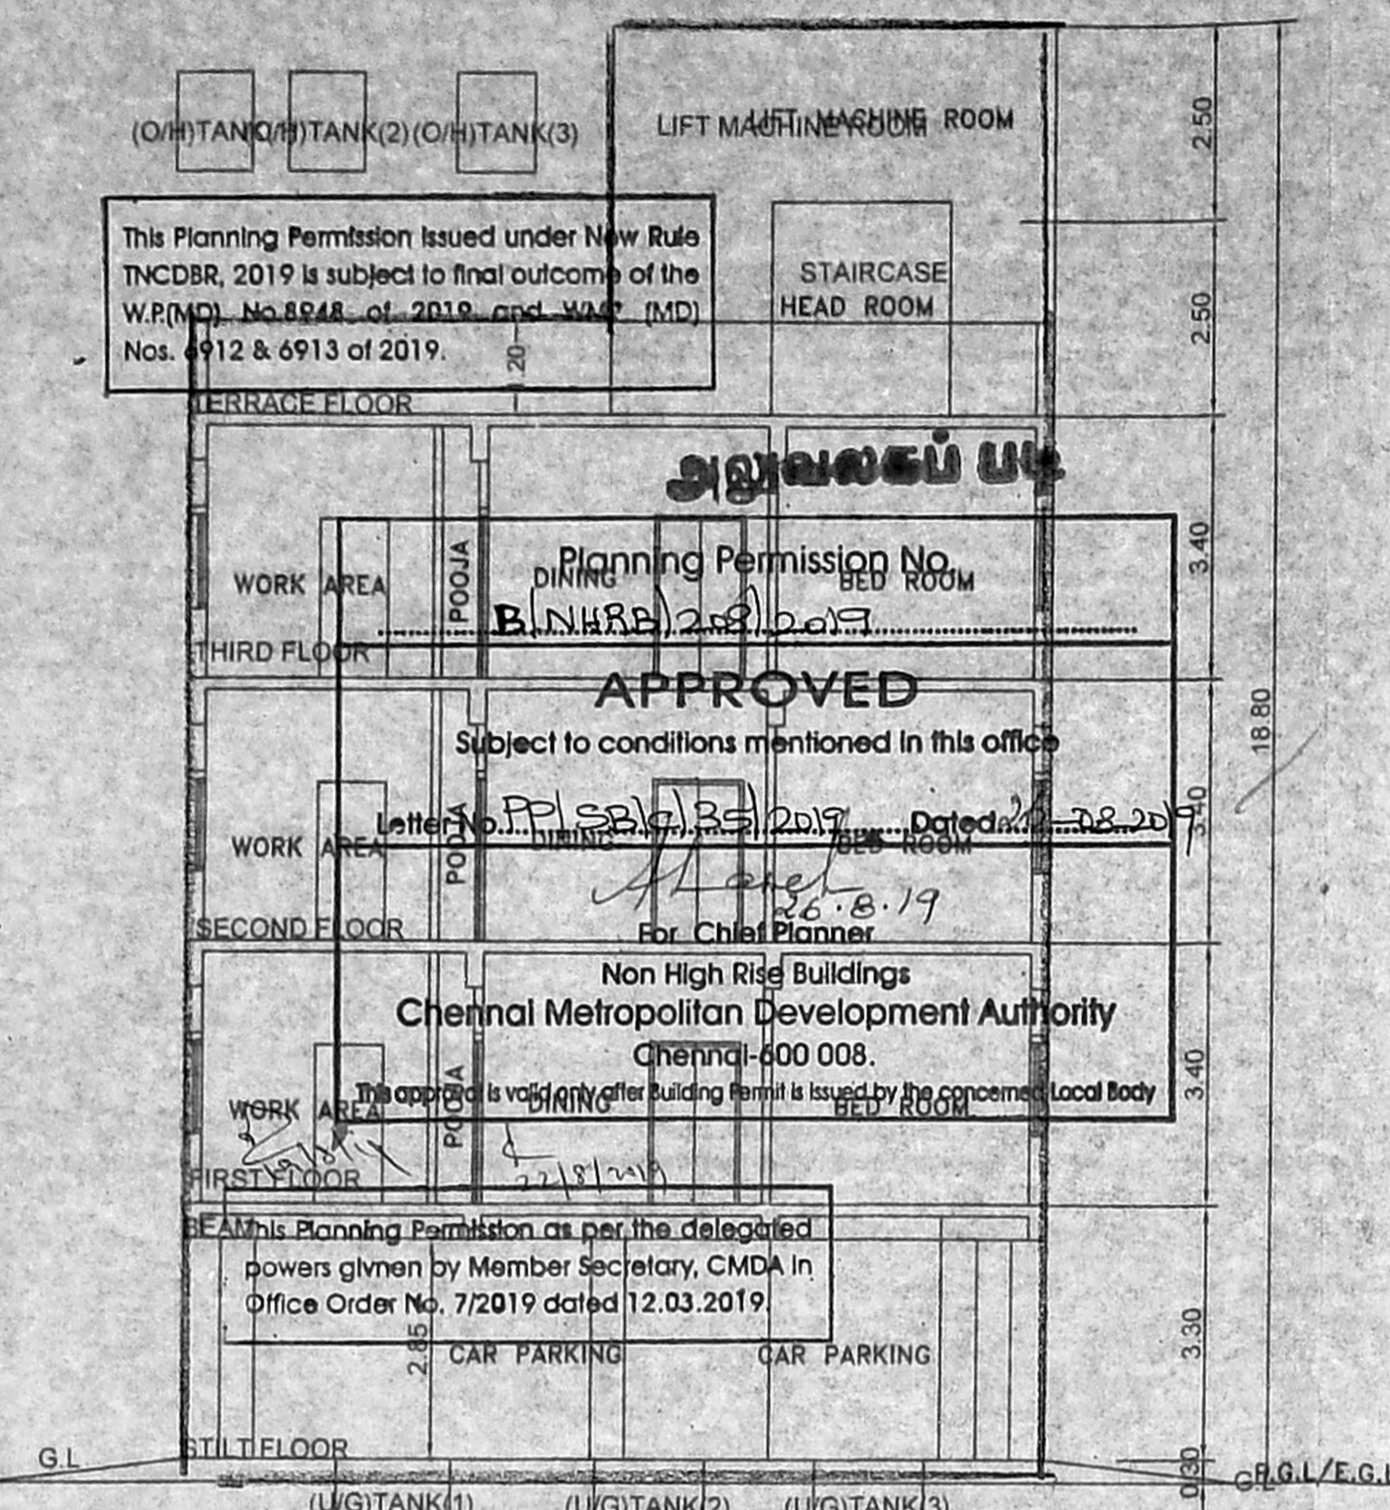 (O/H)TANK(2) (O/H)TANK(3)
LIFT MACHINE ROOM
LIFT MACHINE ROOM
2.50
This Planning Permission issued under New Rule
TNCDBR, 2019 is subject to final outcome of the
W.P.(MD) No.8948 of 2019 and WMP (MD)
Nos. 6912 & 6913 of 2019.
STAIRCASE
HEAD ROOM
2.50
TERRACE FLOOR
அலுவலகப் படி
Planning Permission No.
B/NHRB/208/2019
WORK AREA
POOJA
DINING
BED ROOM
3.40
THIRD FLOOR
APPROVED
Subject to conditions mentioned in this office
18.80
Letter No. PP/SB/C/35/2019 Dated -08-2019
WORK AREA
POOJA
DINING
BED ROOM
3.40
26.8.19
SECOND FLOOR
For Chief Planner
Non High Rise Buildings
Chennai Metropolitan Development Authority
Chennai-600 008.
This approval is valid only after Building Permit is issued by the concerned Local Body
WORK AREA
POOJA
DINING
BED ROOM
3.40
22/8/2019
FIRST FLOOR
BEAM
This Planning Permission as per the delegated
powers givnen by Member Secretary, CMDA in
Office Order No. 7/2019 dated 12.03.2019
2.85
CAR PARKING
CAR PARKING
3.30
STILT FLOOR
G.L
0.30
R.G.L/E.G.L
(U/G)TANK(1)
(U/G)TANK(2)
(U/G)TANK(3)